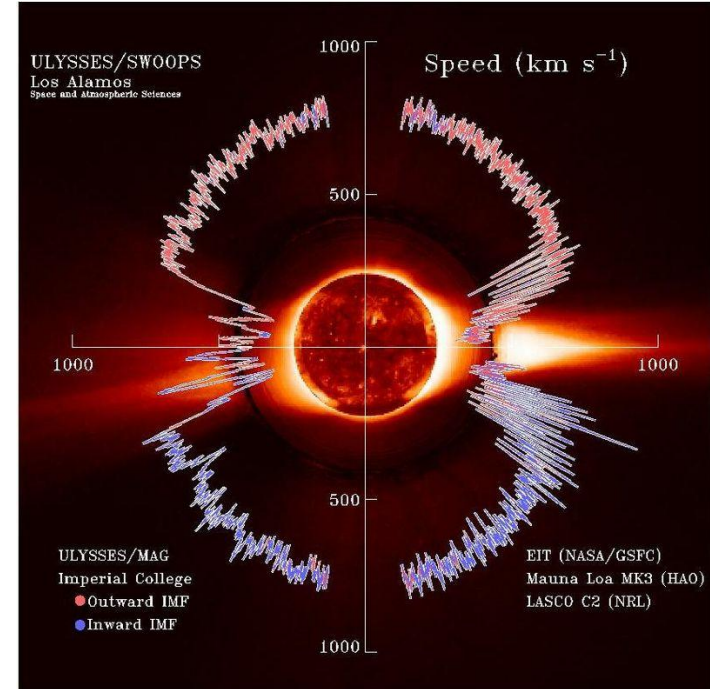 ULYSSES/SWOOPS
Los Alamos
Space and Atmospheric Sciences
Speed (km s⁻¹)
1000
500
1000
1000
500
1000
ULYSSES/MAG
Imperial College
Outward IMF
Inward IMF
EIT (NASA/GSFC)
Mauna Loa MK3 (HAO)
LASCO C2 (NRL)